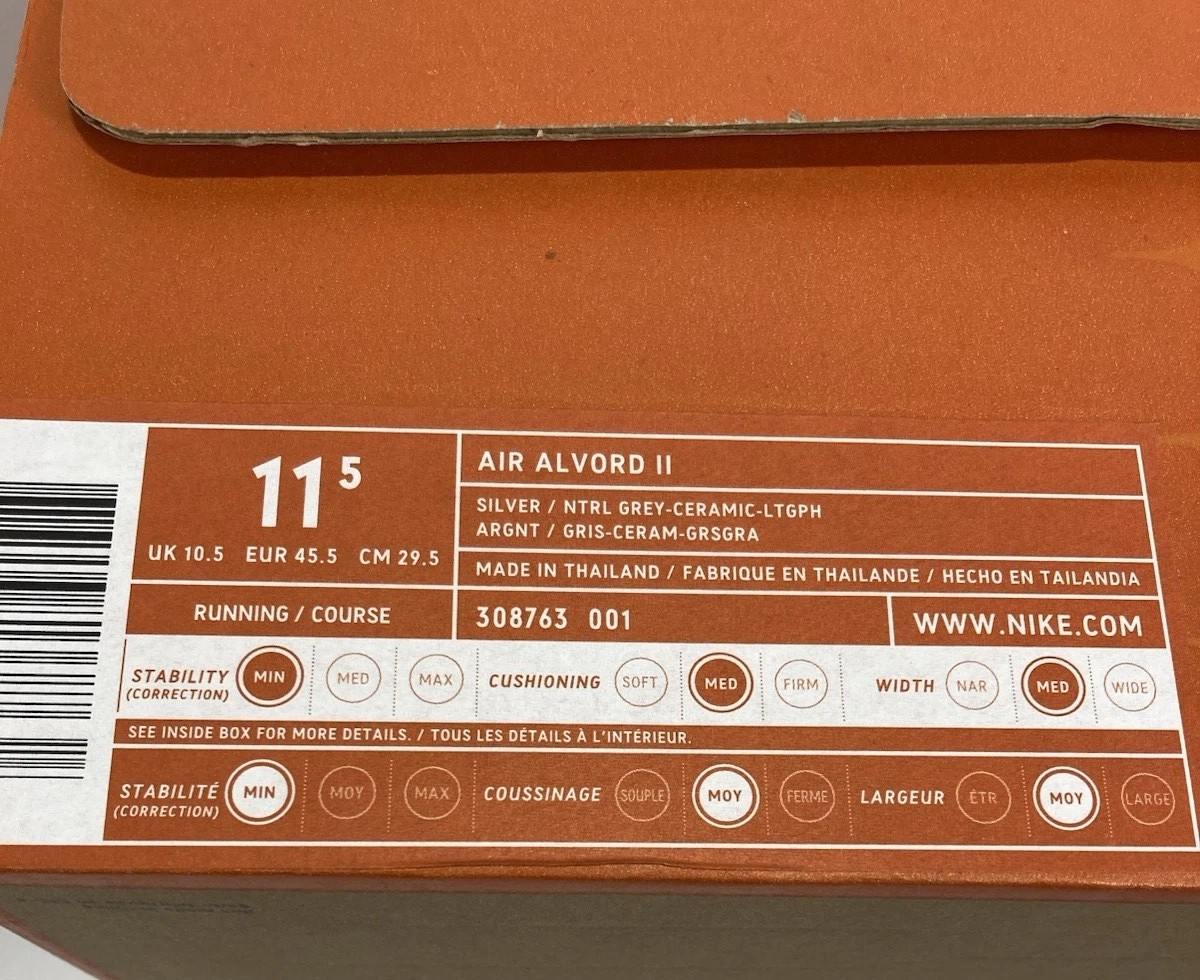 11 5
UK 10.5 EUR 45.5 CM 29.5
AIR ALVORD II
SILVER / NTRL GREY-CERAMIC-LTGPH
ARGNT / GRIS-CERAM-GRSGRA
MADE IN THAILAND / FABRIQUE EN THAILANDE / HECHO EN TAILANDIA
RUNNING / COURSE
308763 001
WWW.NIKE.COM
STABILITY MIN MED MAX CUSHIONING SOFT MED FIRM WIDTH NAR MED WIDE
(CORRECTION)
SEE INSIDE BOX FOR MORE DETAILS. / TOUS LES DÉTAILS À L'INTÉRIEUR.
STABILITÉ MIN MOY MAX COUSSINAGE SOUPLE MOY FERME LARGEUR ÉTR MOY LARGE
(CORRECTION)